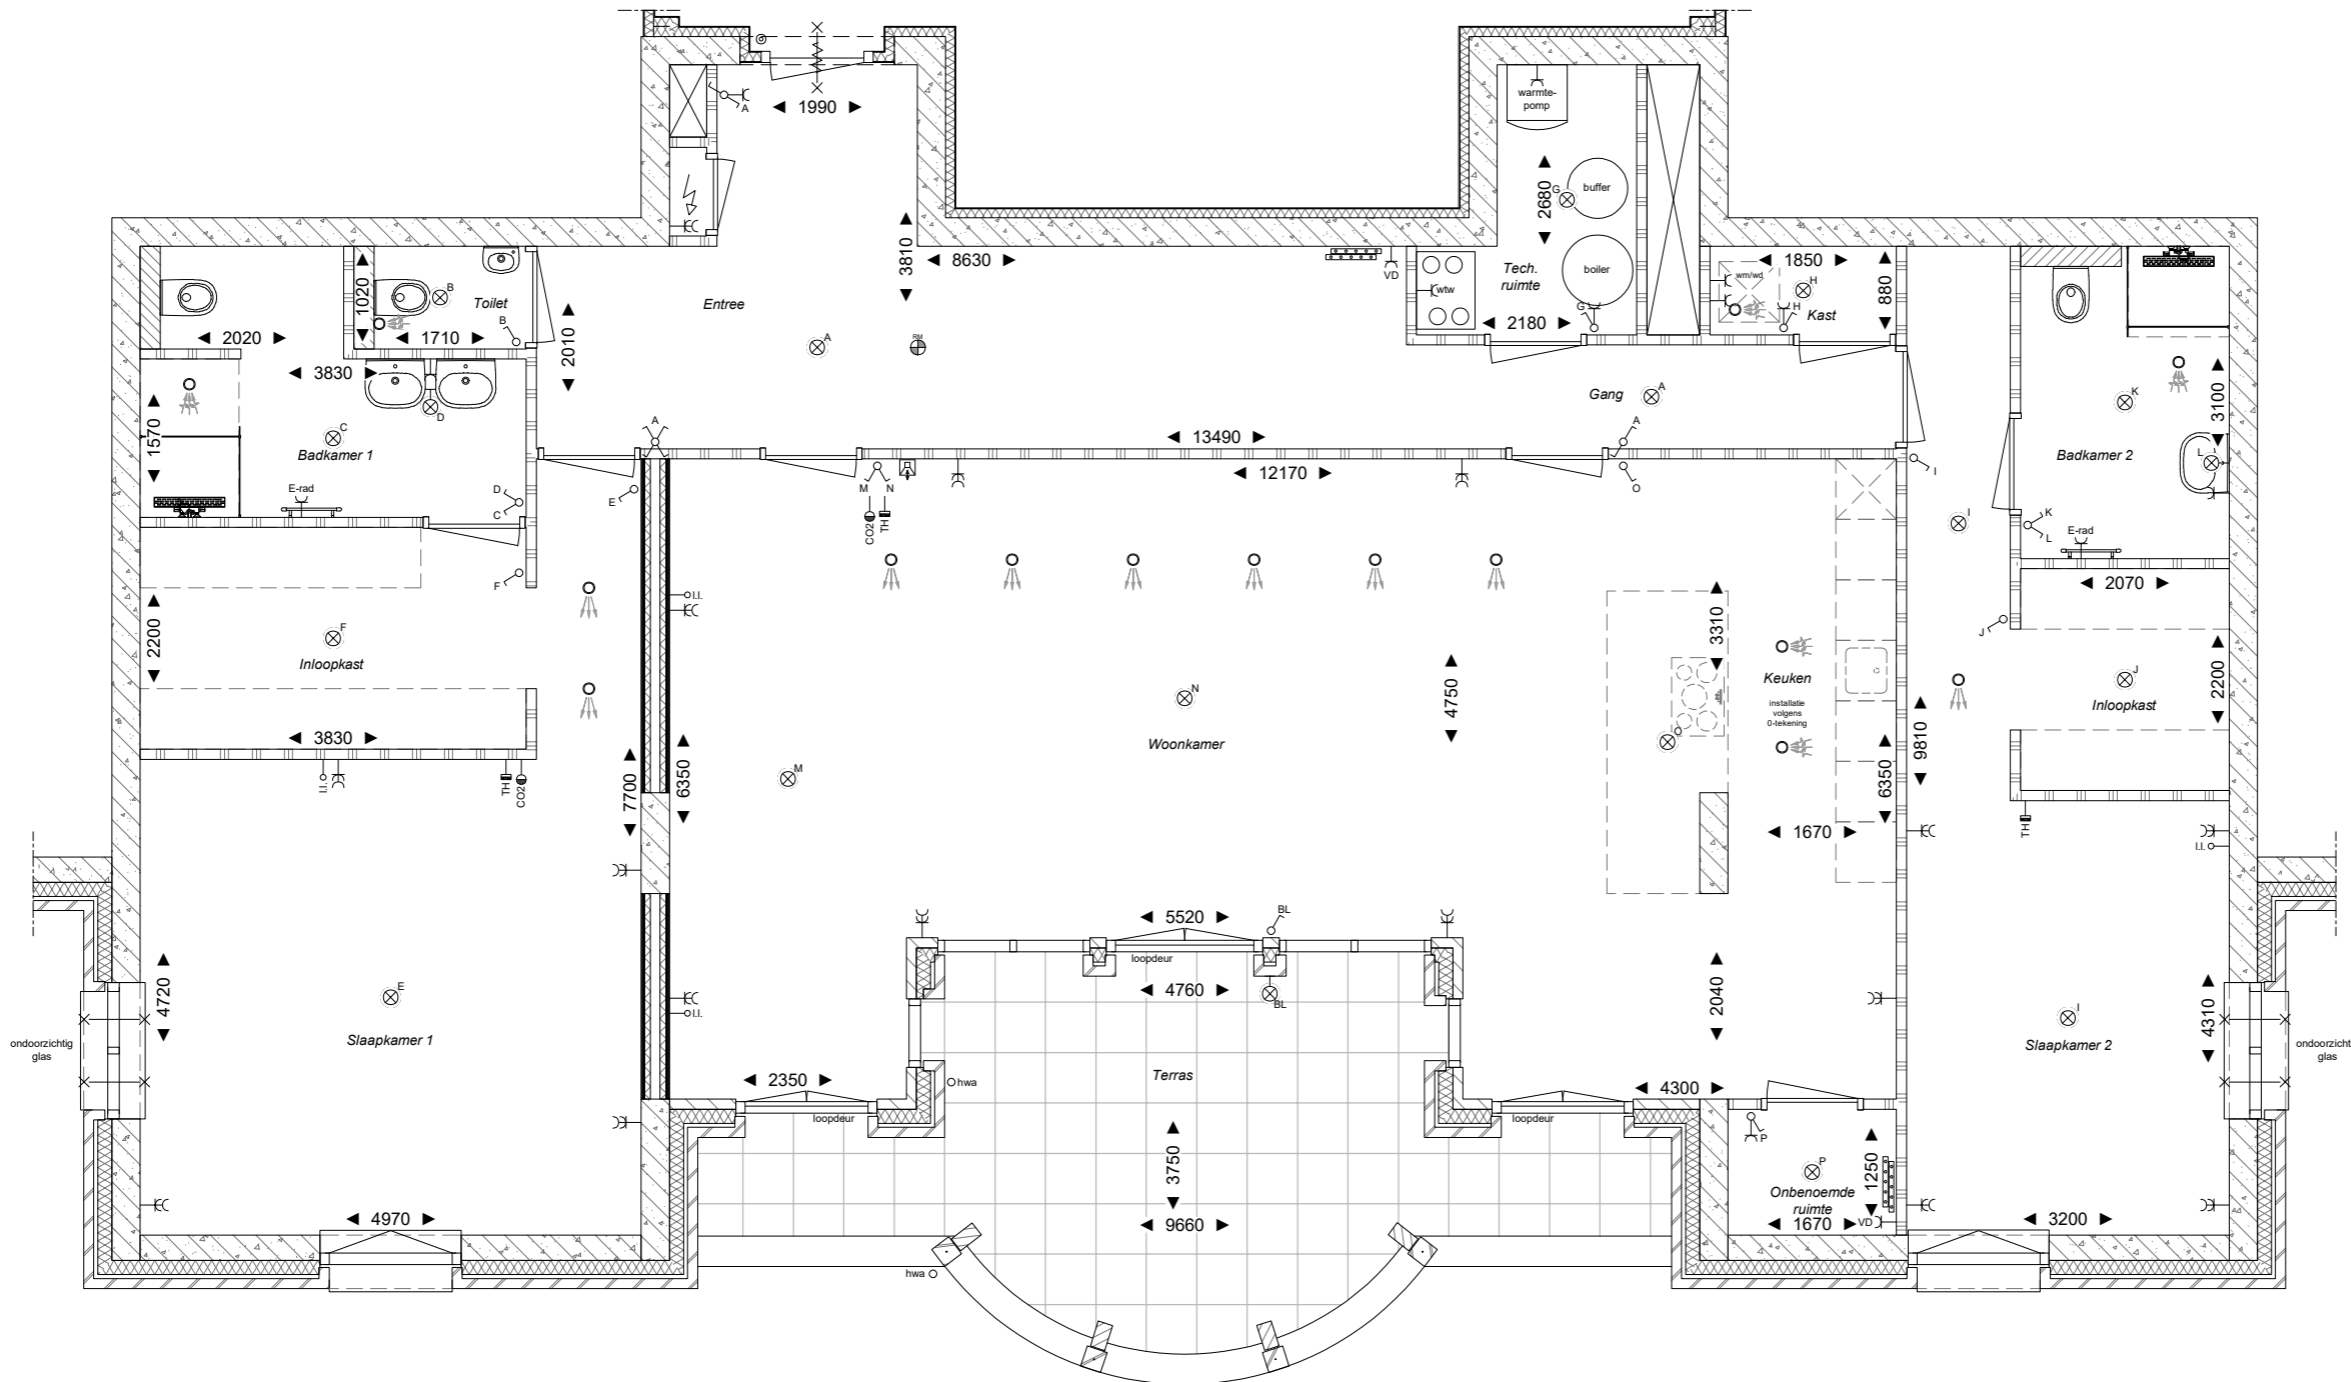 A
1990
warmte-
pomp
2680
G
buffer
3810
8630
VD
wtw
Tech.
ruimte
boiler
G
2180
wm/wd
1850
H
H
Kast
880
2020
1020
B
Toilet
B
1710
2010
Entree
A
RM
3830
D
1570
C
Badkamer 1
E-rad
D
C
A
13490
Gang
A
A
12170
M
N
O
E
CO2
TH
K
3100
Badkamer 2
L
I
I
K
L
E-rad
2070
F
2200
F
Inloopkast
3830
I.I.
TH
CO2
I.I.
7700
6350
N
Woonkamer
M
4750
3310
Keuken
installatie
volgens
0-tekening
O
6350
1670
9810
J
J
Inloopkast
2200
TH
I.I.
5520
BL
loopdeur
4760
BL
2040
4720
E
Slaapkamer 1
ondoorzichtig
glas
I.I.
2350
loopdeur
hwa
Terras
3750
9660
hwa
loopdeur
4300
P
P
Onbenoemde
ruimte
1250
1670
VD
I
Slaapkamer 2
4310
ondoorzicht
glas
4970
3200